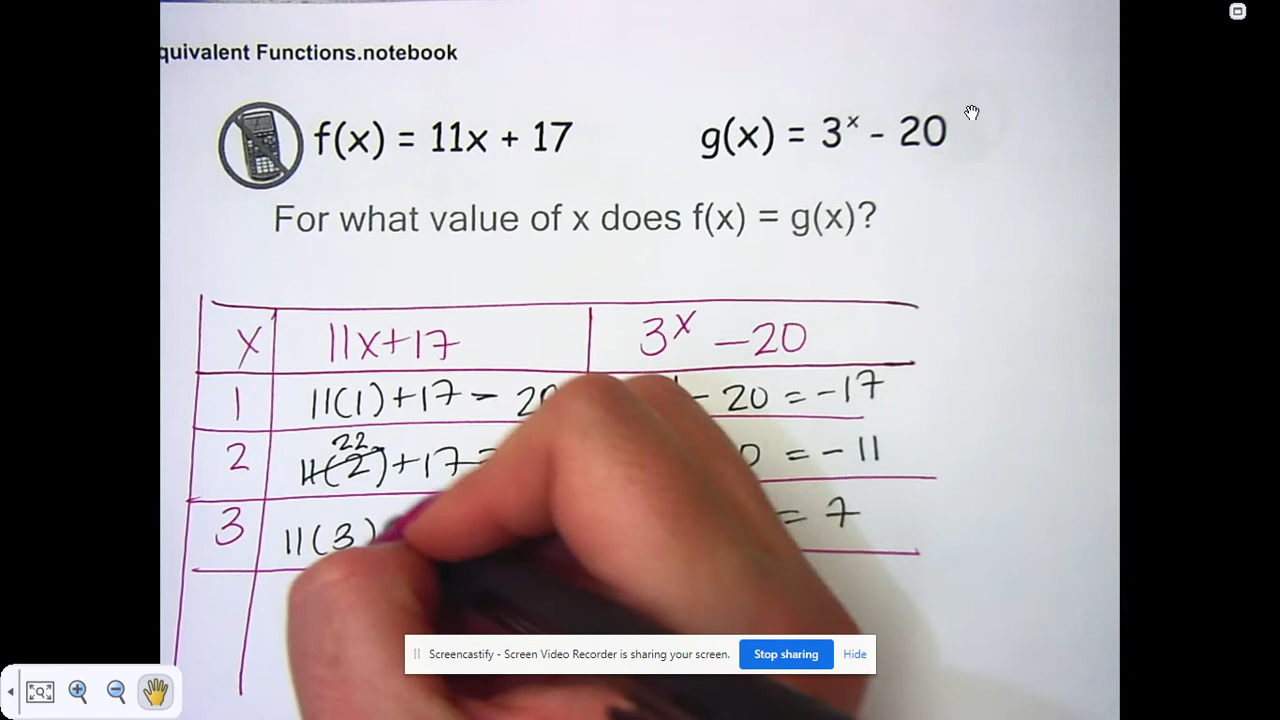 quivalent Functions.notebook
f(x) = 11x + 17 g(x) = 3ˣ - 20
For what value of x does f(x) = g(x)?
X 11X+17 3ˣ -20
1 11(1)+17 = - 20 = -17
2 22
11(2)+17 = -11
3 11(3) = 7
Screencastify - Screen Video Recorder is sharing your screen. Stop sharing Hide